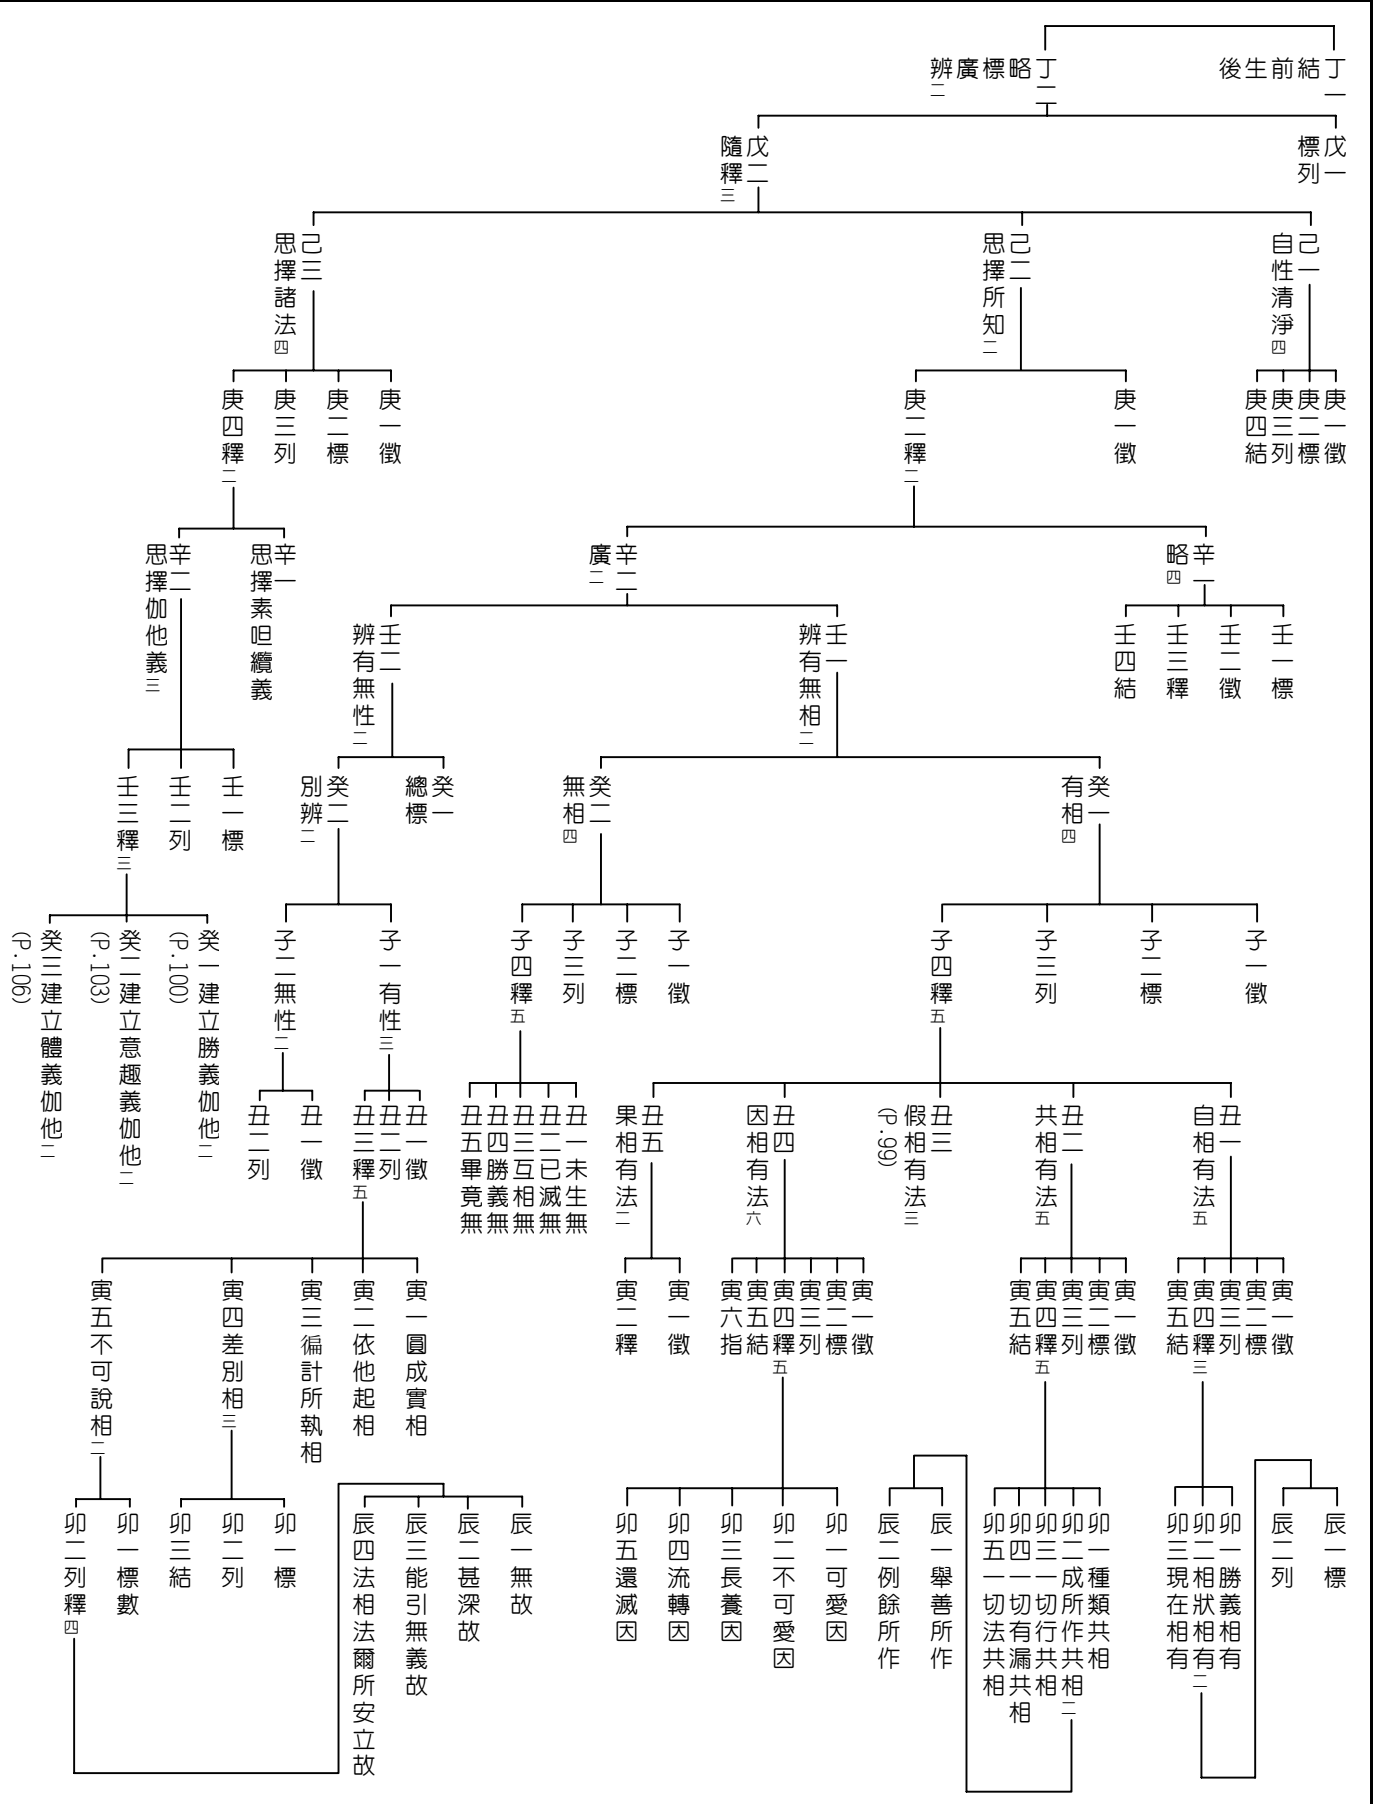 丁一
結前生後
丁二
略標廣辨二
戊一
標列
戊二
隨釋三
己一
自性清淨四
己二
思擇所知二
己三
思擇諸法四
庚一徵
庚二標
庚三列
庚四結
庚一徵
庚二釋二
庚一徵
庚二標
庚三列
庚四釋二
辛一
略四
辛二
廣二
辛一
思擇素呾纜義
辛二
思擇伽他義三
壬一標
壬二徵
壬三釋
壬四結
壬一
辨有無相二
壬二
辨有無性二
壬一標
壬二列
壬三釋三
癸一
有相四
癸二
無相四
癸一
總標
癸二
別辨二
癸一建立勝義伽他二
(P.100)
癸二建立意趣義伽他二
(P.103)
癸三建立體義伽他二
(P.106)
子一徵
子二標
子三列
子四釋五
子一徵
子二標
子三列
子四釋五
子一有性三
子二無性二
丑一
自相有法五
丑二
共相有法五
丑三
假相有法三
(P.99)
丑四
因相有法六
丑五
果相有法二
丑一未生無
丑二已滅無
丑三互相無
丑四勝義無
丑五畢竟無
丑一徵
丑二列
丑三釋五
丑一徵
丑二列
寅一徵
寅二標
寅三列
寅四釋三
寅五結
寅一徵
寅二標
寅三列
寅四釋五
寅五結
寅一徵
寅二標
寅三列
寅四釋五
寅五結
寅六指
寅一徵
寅二釋
寅一圓成實相
寅二依他起相
寅三徧計所執相
寅四差別相三
寅五不可說相二
卯一勝義相有
卯二相狀相有二
卯三現在相有
辰一標
辰二列
卯一種類共相
卯二成所作共相二
卯三一切行共相
卯四一切有漏共相
卯五一切法共相
辰一舉善所作
辰二例餘所作
卯一可愛因
卯二不可愛因
卯三長養因
卯四流轉因
卯五還滅因
卯一標
卯二列
卯三結
卯一標數
卯二列釋四
辰一無故
辰二甚深故
辰三能引無義故
辰四法相法爾所安立故